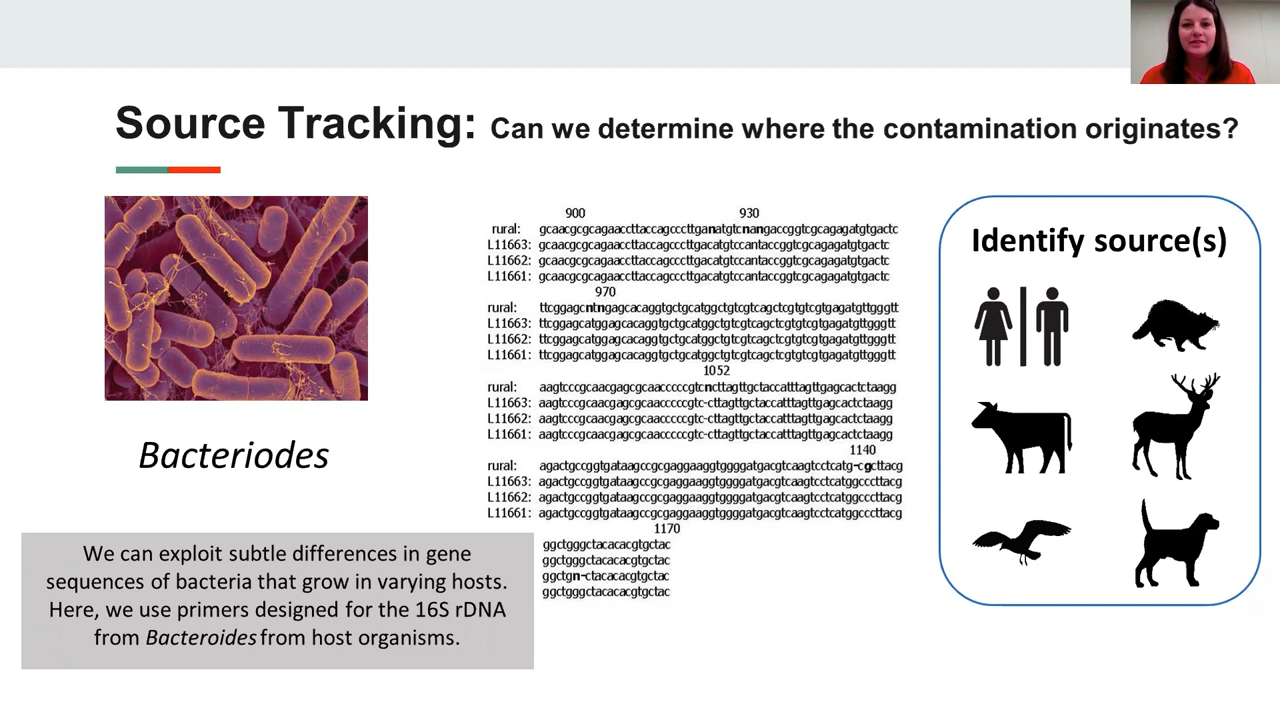 Source Tracking: Can we determine where the contamination originates?
900 930
rural: gcaacgcgcagaaccttaccagcccttganatgtcnangaccggtcgcagagatgtgactc
L11663: gcaacgcgcagaaccttaccagcccttgacatgtccantaccggtcgcagagatgtgactc
L11662: gcaacgcgcagaaccttaccagcccttgacatgtccantaccggtcgcagagatgtgactc
L11661: gcaacgcgcagaaccttaccagcccttgacatgtccantaccggtcgcagagatgtgactc
970
rural: ttcggagcntngagcacaggtgctgcatggctgtcgtcagctcgtgtcgtgagatgttgggtt
L11663: ttcggagcatggagcacaggtgctgcatggctgtcgtcagctcgtgtcgtgagatgttgggtt
L11662: ttcggagcatggagcacaggtgctgcatggctgtcgtcagctcgtgtcgtgagatgttgggtt
L11661: ttcggagcatggagcacaggtgctgcatggctgtcgtcagctcgtgtcgtgagatgttgggtt
1052
rural: aagtcccgcaacgagcgcaacccccgtcncttagttgctaccatttagttgagcactctaagg
L11663: aagtcccgcaacgagcgcaacccccgtc-cttagttgctaccatttagttgagcactctaagg
L11662: aagtcccgcaacgagcgcaacccccgtc-cttagttgctaccatttagttgagcactctaagg
L11661: aagtcccgcaacgagcgcaacccccgtc-cttagttgctaccatttagttgagcactctaagg
1140
rural: agactgccggtgataagccgcgaggaaggtggggatgacgtcaagtcctcatg-cgcttacg
L11663: agactgccggtgataagccgcgaggaaggtggggatgacgtcaagtcctcatggcccttacg
L11662: agactgccggtgataagccgcgaggaaggtggggatgacgtcaagtcctcatggcccttacg
L11661: agactgccggtgataagccgcgaggaaggtggggatgacgtcaagtcctcatggcccttacg
1170
ggctgggctacacacgtgctac
ggctgggctacacacgtgctac
ggctgn-ctacacacgtgctac
ggctgggctacacacgtgctac
Identify source(s)
Bacteriodes
We can exploit subtle differences in gene
sequences of bacteria that grow in varying hosts.
Here, we use primers designed for the 16S rDNA
from Bacteroides from host organisms.